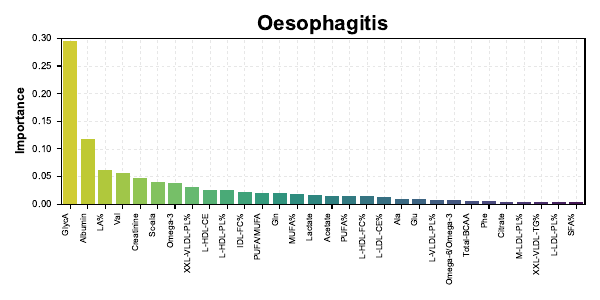 Oesophagitis
Importance
0.30
0.25
0.20
0.15
0.10
0.05
0.00
GlycA
Albumin
LA%
Val
Creatinine
Omega-3
XXL-VLDL-PL%
L-HDL-CE
L-HDL-PL%
IDL-FC%
PUFA/MUFA
Gln
MUFA%
Lactate
Acetate
PUFA%
L-HDL-FC%
L-LDL-CE%
Ala
Glu
L-VLDL-PL%
Omega-6/Omega-3
Total-BCAA
Phe
Citrate
M-LDL-PL%
XXL-VLDL-TG%
L-LDL-PL%
SFA%